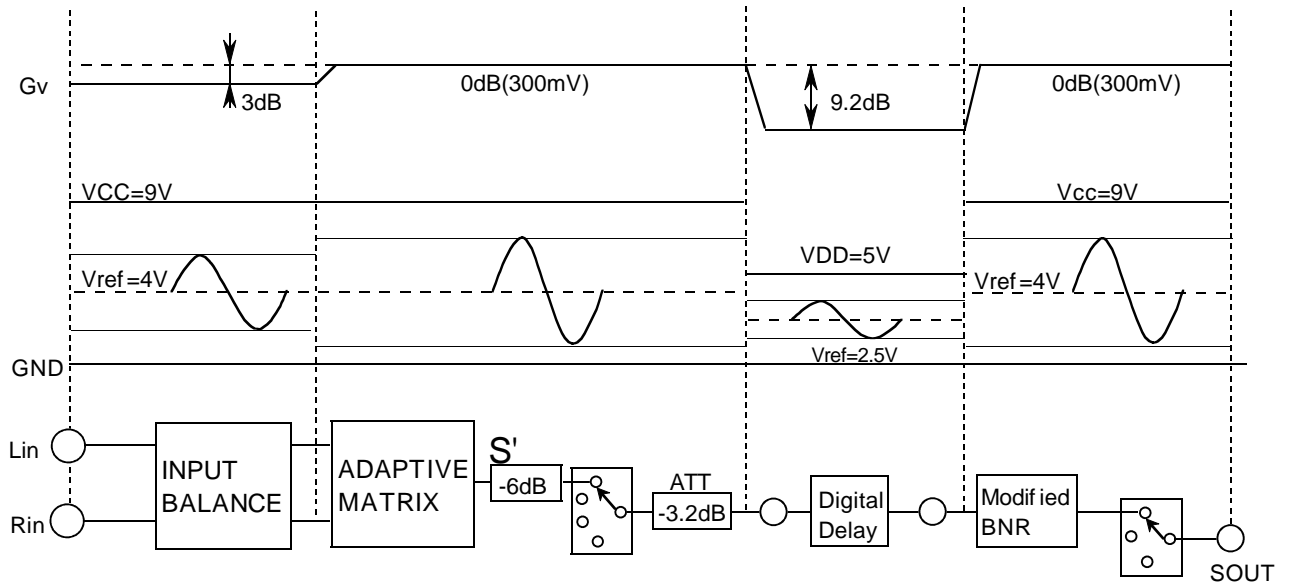 Gv
3dB
0dB(300mV)
9.2dB
0dB(300mV)
VCC=9V
Vcc=9V
VDD=5V
Vref=4V
Vref=4V
Vref=2.5V
GND
Lin
Rin
INPUT
BALANCE
ADAPTIVE
MATRIX
S'
-6dB
ATT
-3.2dB
Digital
Delay
Modified
BNR
SOUT